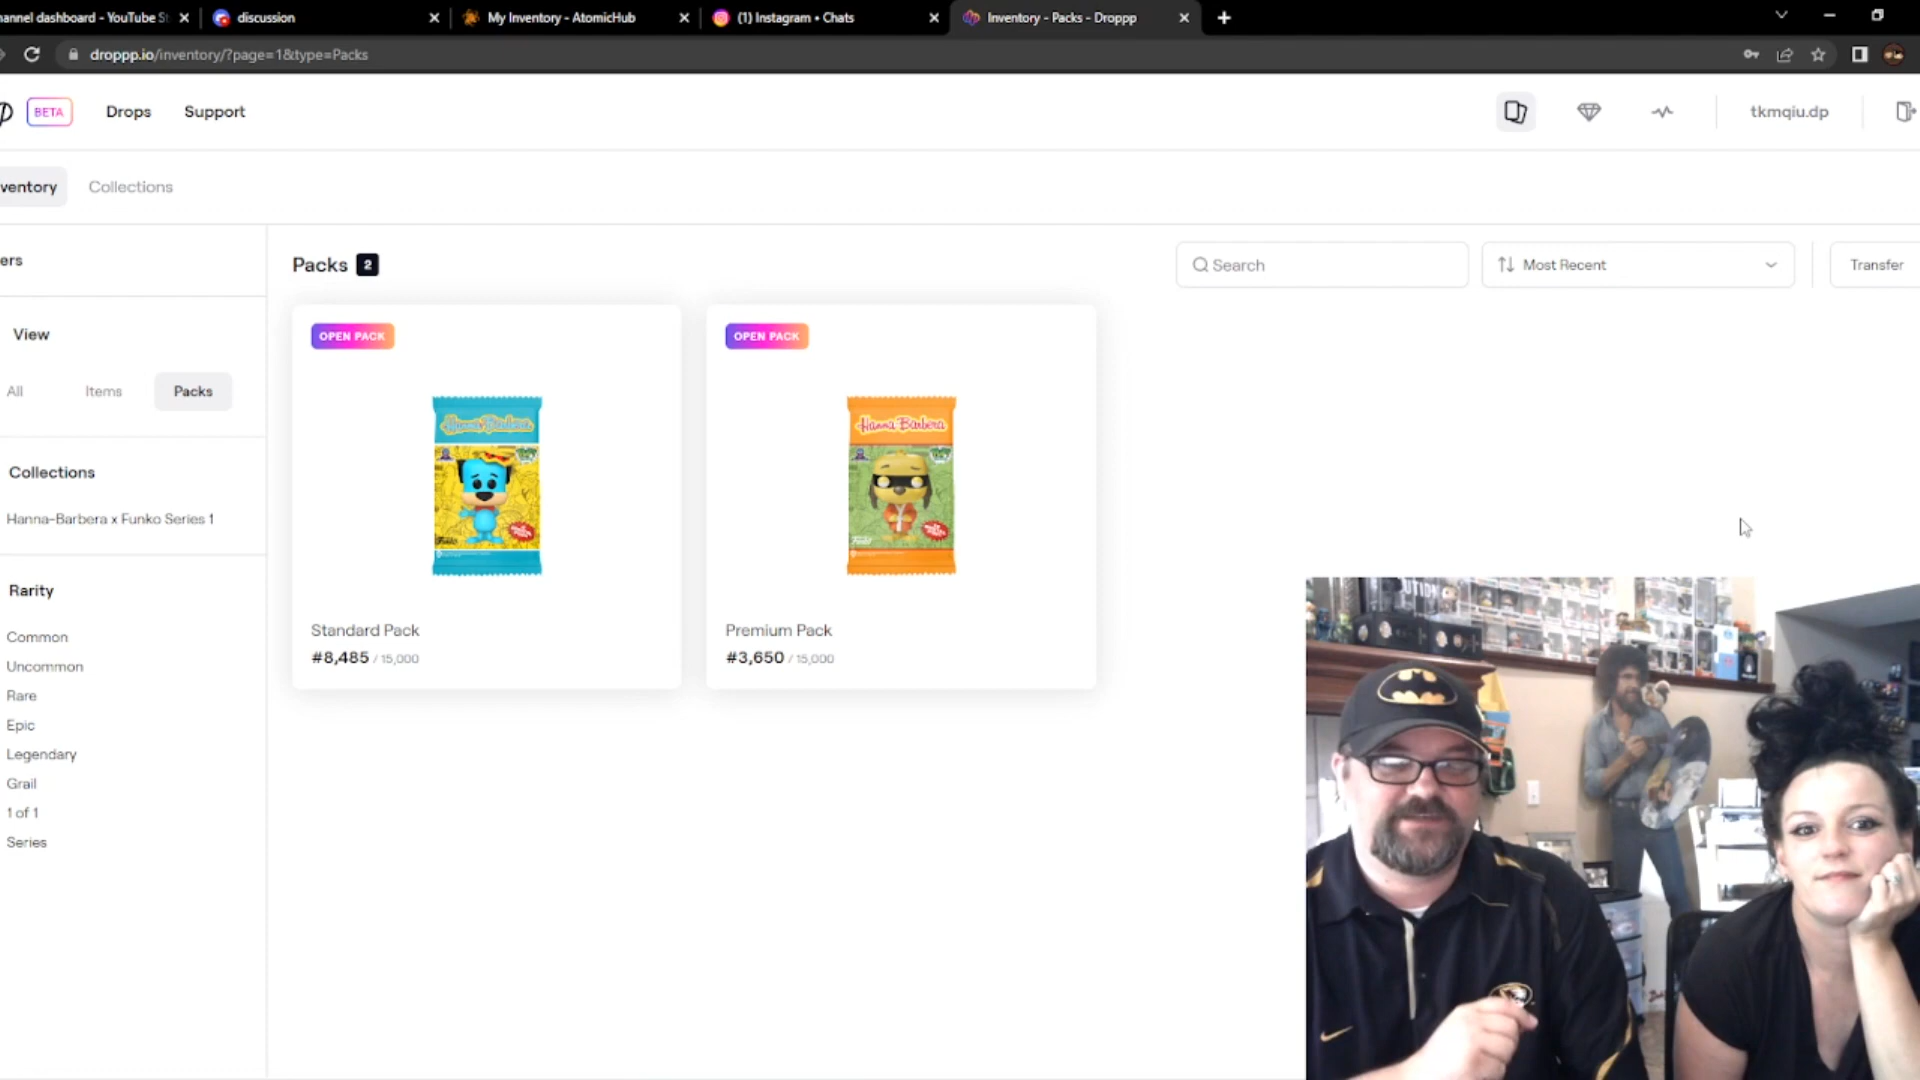 annel dashboard - YouTube St
discussion
My Inventory - AtomicHub
(1) Instagram • Chats
Inventory - Packs - Droppp
droppp.io/inventory/?page=1&type=Packs
BETA
Drops
Support
tkmqiu.dp
ventory
Collections
ers
Packs 2
Search
Most Recent
Transfer
View
All
Items
Packs
Collections
Hanna-Barbera x Funko Series 1
Rarity
Common
Uncommon
Rare
Epic
Legendary
Grail
1 of 1
Series
OPEN PACK
Hanna Barbera
Funko
Standard Pack
#8,485 / 15,000
OPEN PACK
Hanna Barbera
Funko
Premium Pack
#3,650 / 15,000